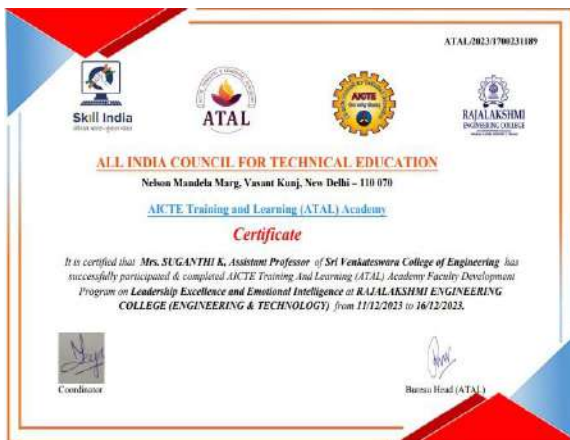 ATAL/2023/1700231189
Skill India
ATAL
AICTE
RAJALAKSHMI
ENGINEERING COLLEGE
ALL INDIA COUNCIL FOR TECHNICAL EDUCATION
Nelson Mandela Marg, Vasant Kunj, New Delhi – 110 070
AICTE Training and Learning (ATAL) Academy
Certificate
It is certified that Mrs. SUGANTHI K, Assistant Professor of Sri Venkateswara College of Engineering has
successfully participated & completed AICTE Training And Learning (ATAL) Academy Faculty Development
Program on Leadership Excellence and Emotional Intelligence at RAJALAKSHMI ENGINEERING
COLLEGE (ENGINEERING & TECHNOLOGY) from 11/12/2023 to 16/12/2023.
Coordinator
Bureau Head (ATAL)